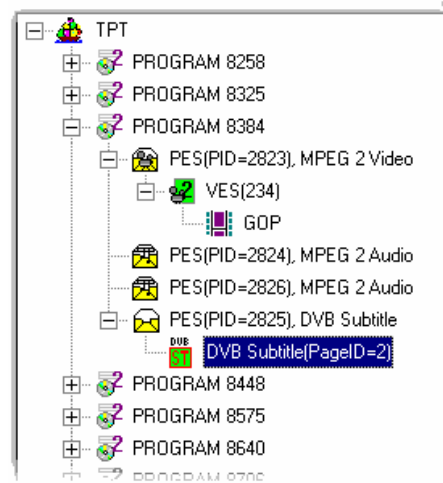 TPT
PROGRAM 8258
PROGRAM 8325
PROGRAM 8384
PES(PID=2823), MPEG 2 Video
VES(234)
GOP
PES(PID=2824), MPEG 2 Audio
PES(PID=2826), MPEG 2 Audio
PES(PID=2825), DVB Subtitle
DVB Subtitle(PageID=2)
PROGRAM 8448
PROGRAM 8575
PROGRAM 8640
PROGRAM 8706